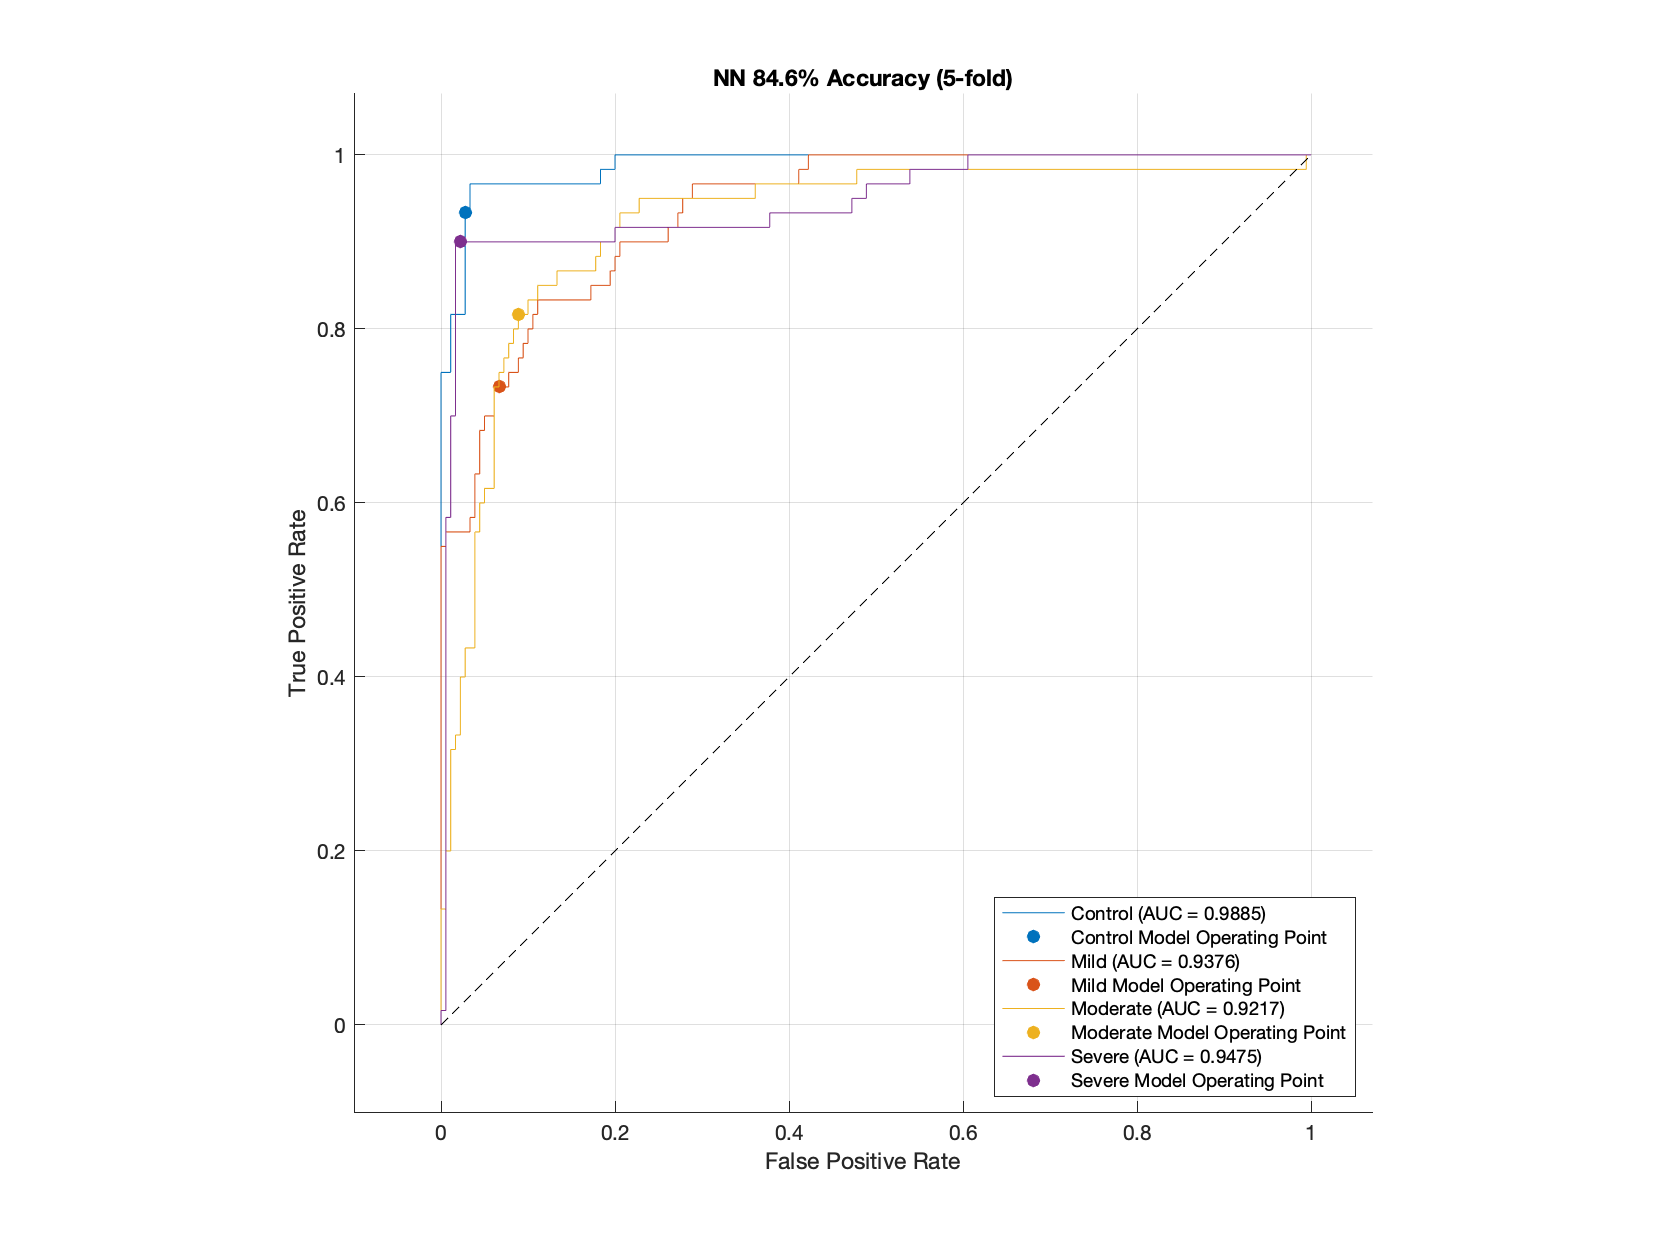 NN 84.6% Accuracy (5-fold)
1
0.8
0.6
0.4
0.2
0
True Positive Rate
Control (AUC = 0.9885)
Control Model Operating Point
Mild (AUC = 0.9376)
Mild Model Operating Point
Moderate (AUC = 0.9217)
Moderate Model Operating Point
Severe (AUC = 0.9475)
Severe Model Operating Point
0 0.2 0.4 0.6 0.8 1
False Positive Rate